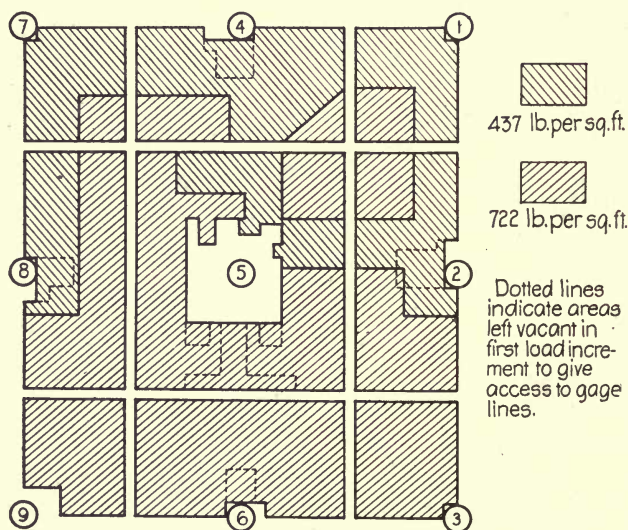 7
4
1
437 lb.per sq.ft.
722 lb.per sq.ft.
8
5
2
Dotted lines
indicate areas
left vacant in
first load incre-
ment to give
access to gage
lines.
9
6
3